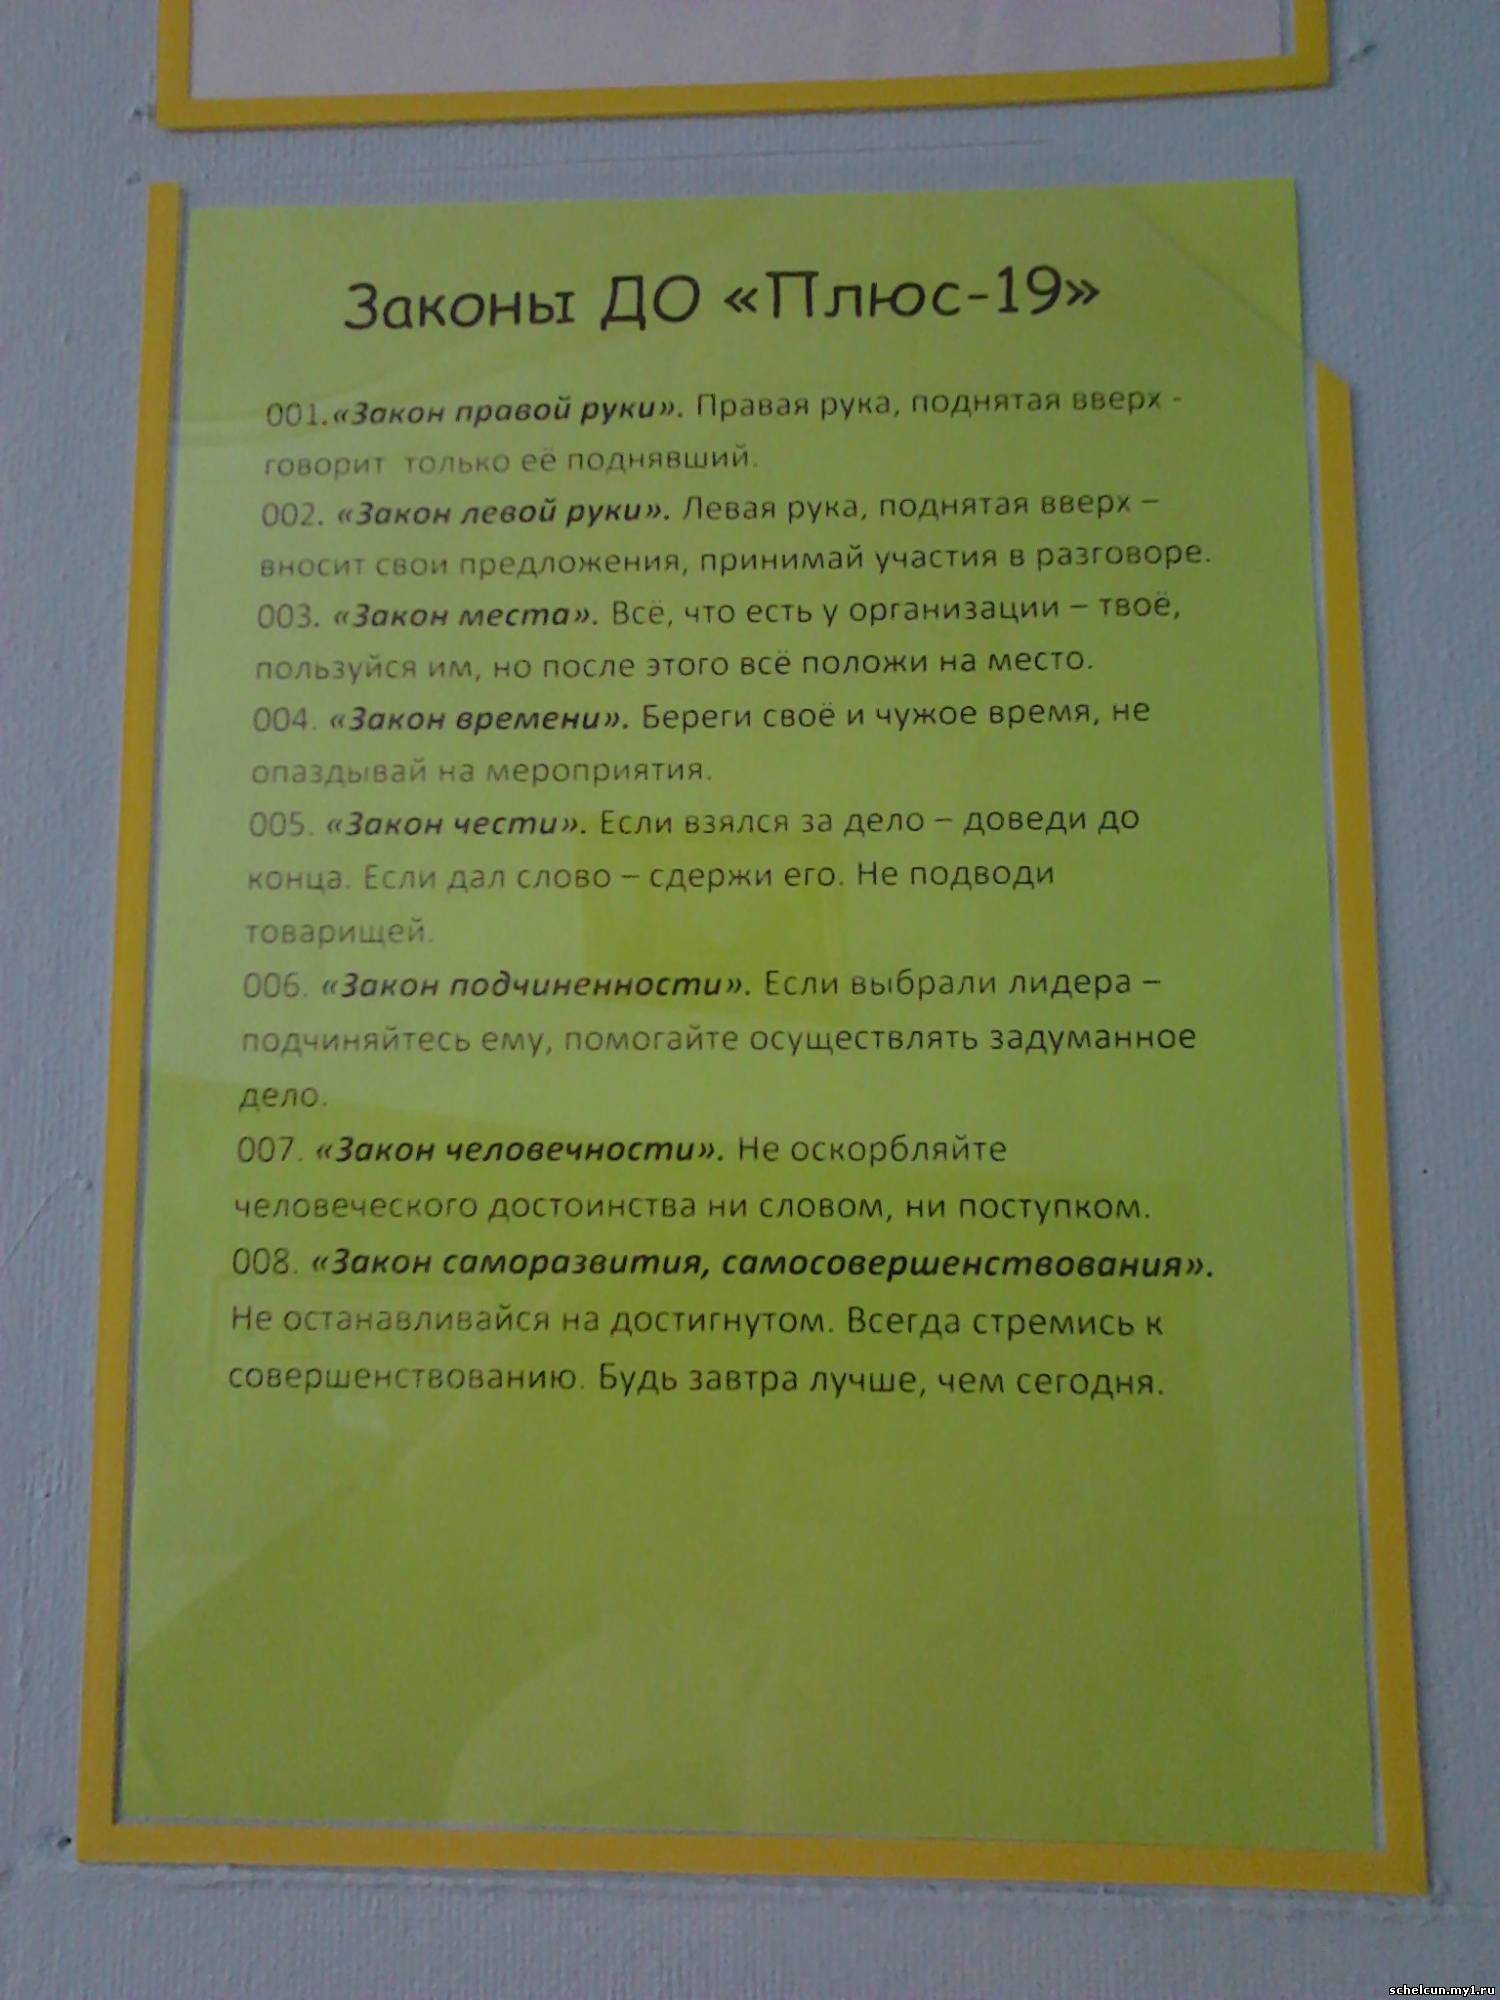 Законы ДО «Плюс-19»
001.«Закон правой руки». Правая рука, поднятая вверх -
говорит только её поднявший.
002. «Закон левой руки». Левая рука, поднятая вверх –
вносит свои предложения, принимай участия в разговоре.
003. «Закон места». Всё, что есть у организации – твоё,
пользуйся им, но после этого всё положи на место.
004. «Закон времени». Береги своё и чужое время, не
опаздывай на мероприятия.
005. «Закон чести». Если взялся за дело – доведи до
конца. Если дал слово – сдержи его. Не подводи
товарищей.
006. «Закон подчиненности». Если выбрали лидера –
подчиняйтесь ему, помогайте осуществлять задуманное
дело.
007. «Закон человечности». Не оскорбляйте
человеческого достоинства ни словом, ни поступком.
008. «Закон саморазвития, самосовершенствования».
Не останавливайся на достигнутом. Всегда стремись к
совершенствованию. Будь завтра лучше, чем сегодня.
schelcun.my1.ru